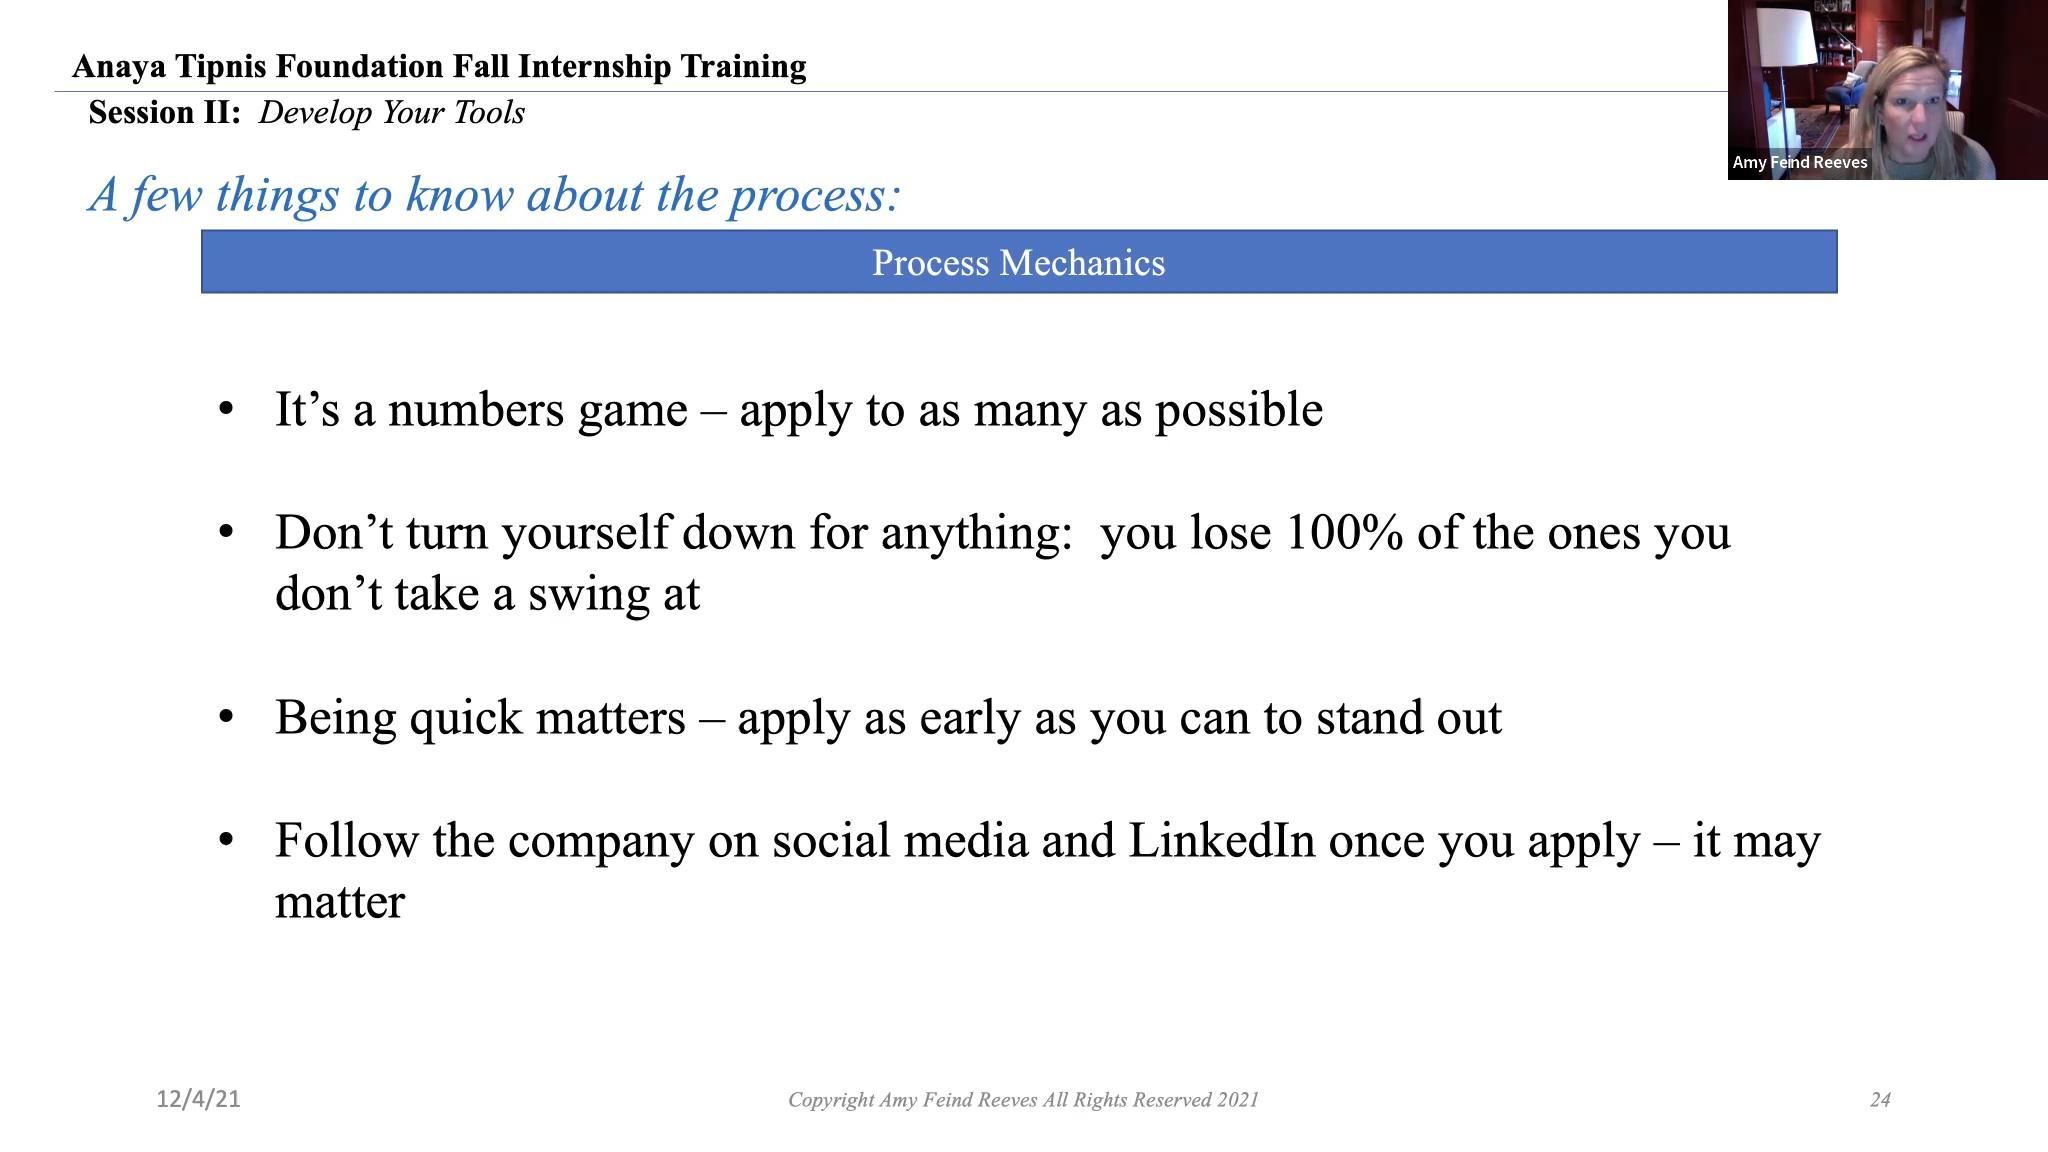 Anaya Tipnis Foundation Fall Internship Training
Session II:  Develop Your Tools
Amy Feind Reeves
A few things to know about the process:
Process Mechanics
• It’s a numbers game – apply to as many as possible
• Don’t turn yourself down for anything:  you lose 100% of the ones you
don’t take a swing at
• Being quick matters – apply as early as you can to stand out
• Follow the company on social media and LinkedIn once you apply – it may
matter
12/4/21
Copyright Amy Feind Reeves All Rights Reserved 2021
24